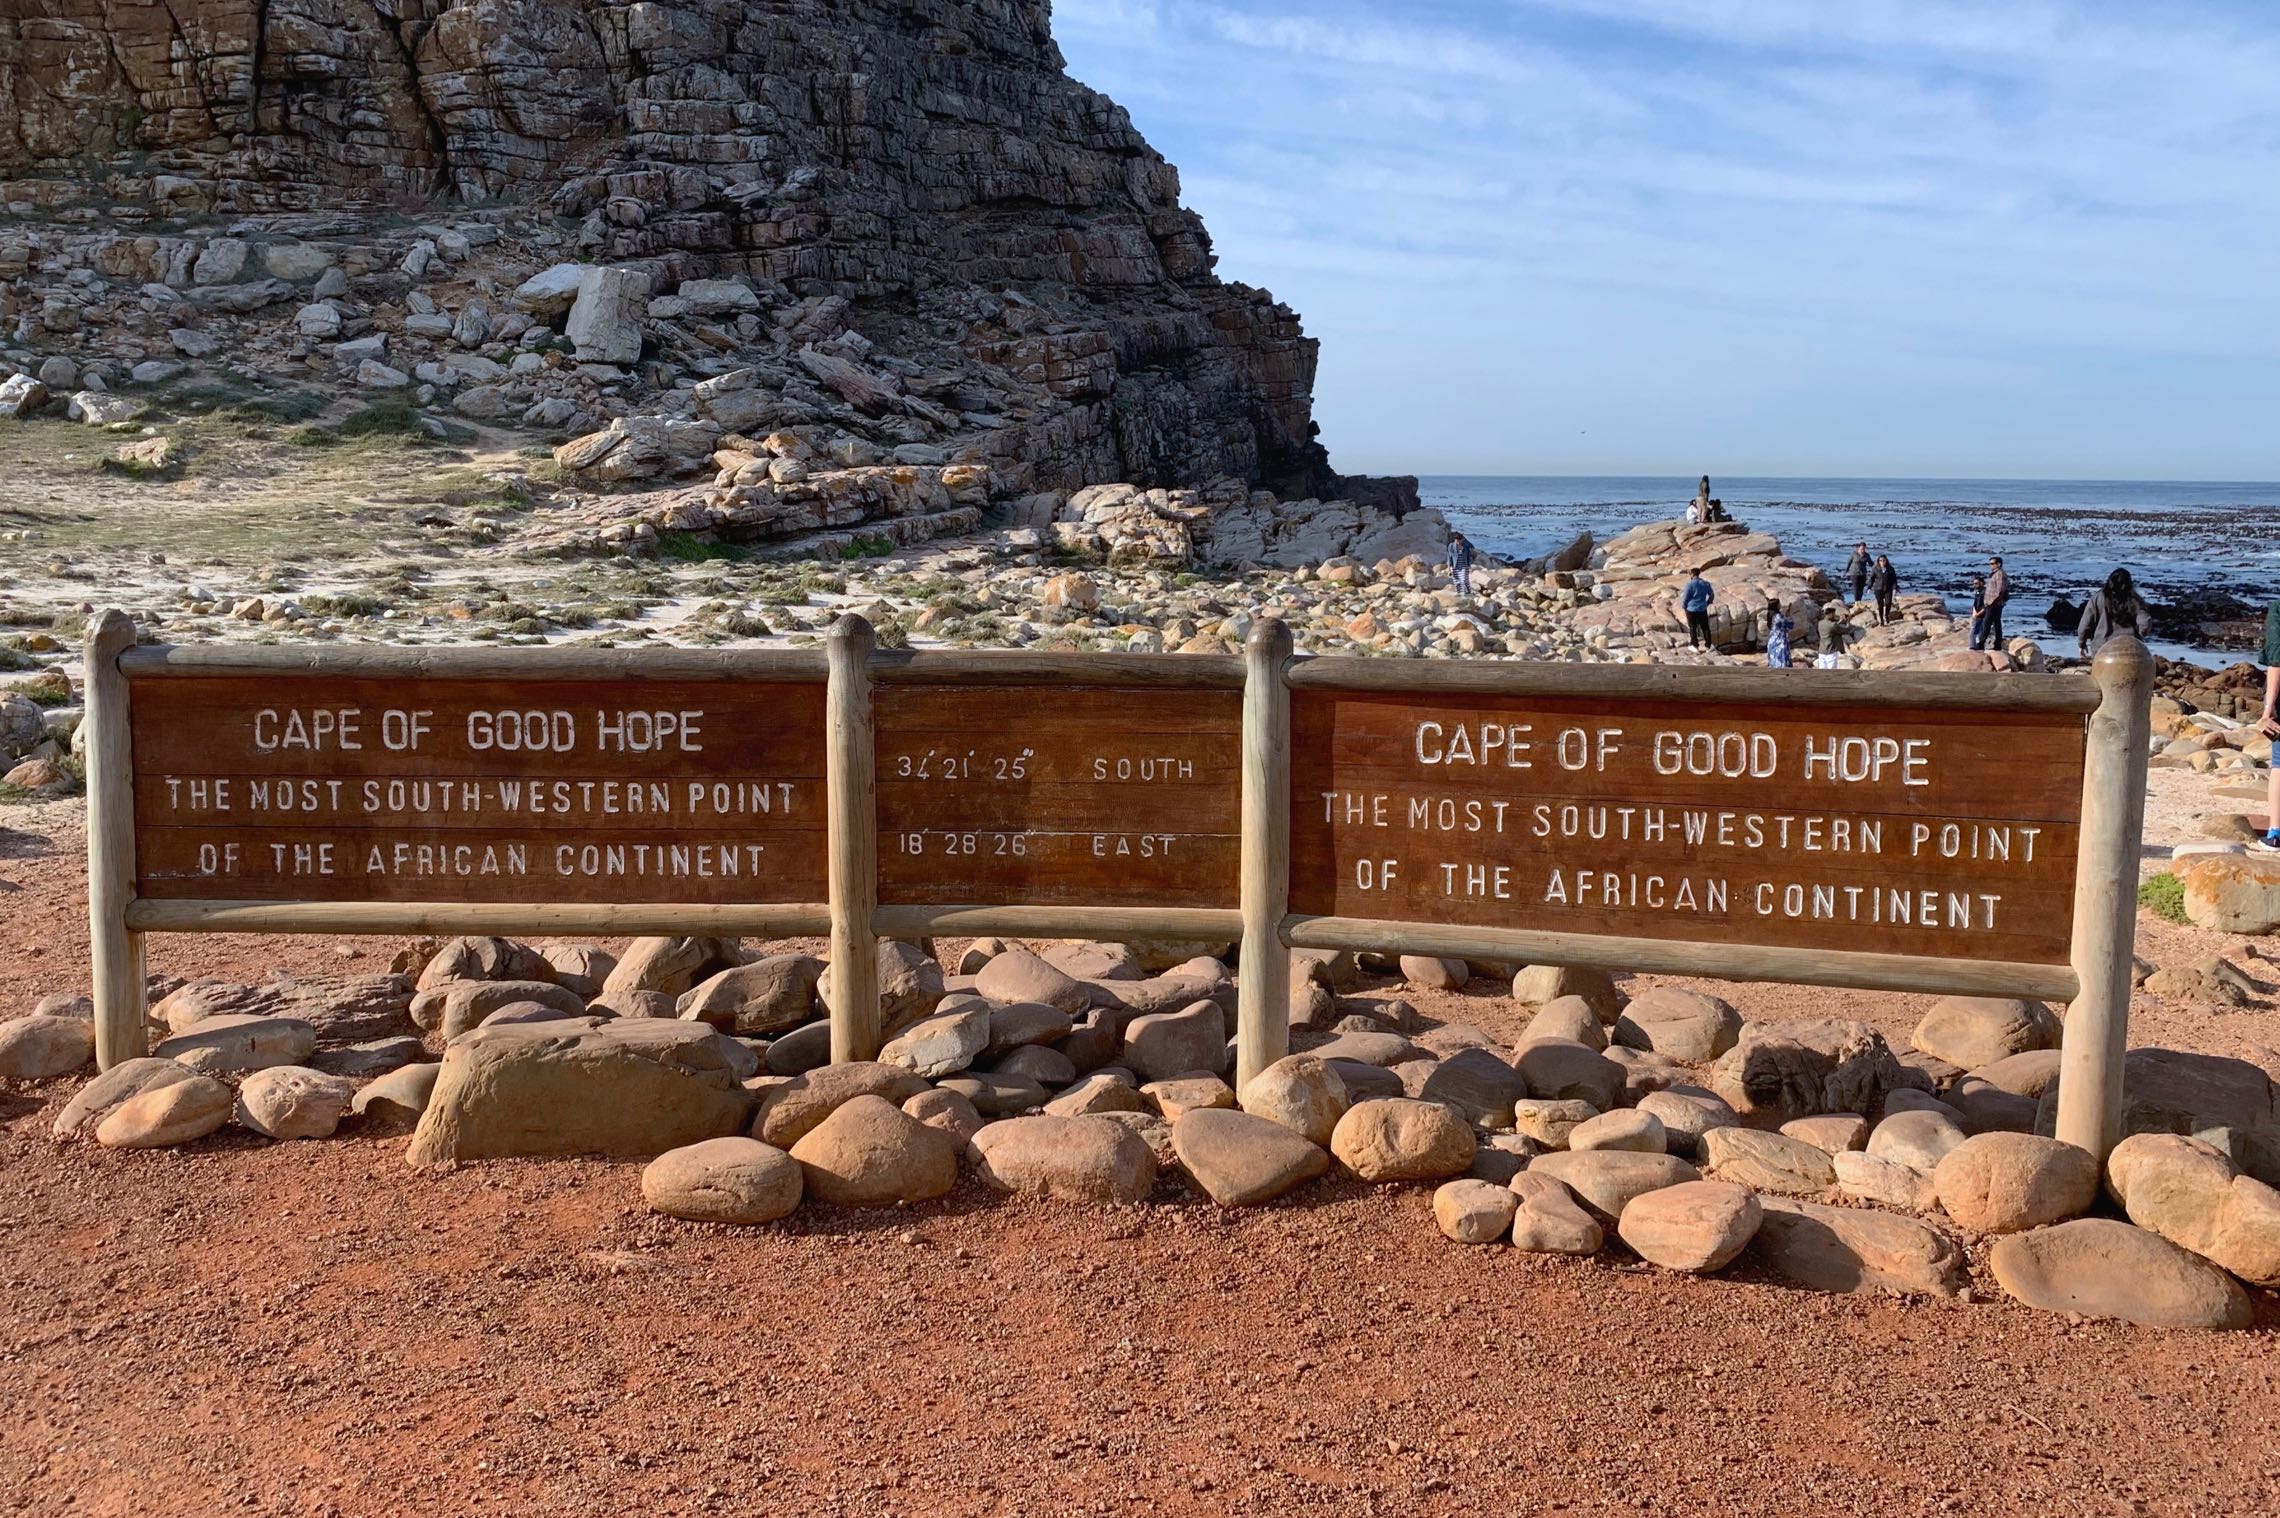 CAPE OF GOOD HOPE
THE MOST SOUTH-WESTERN POINT
OF THE AFRICAN CONTINENT
34° 21' 25" SOUTH
18° 28' 26" EAST
CAPE OF GOOD HOPE
THE MOST SOUTH-WESTERN POINT
OF THE AFRICAN CONTINENT